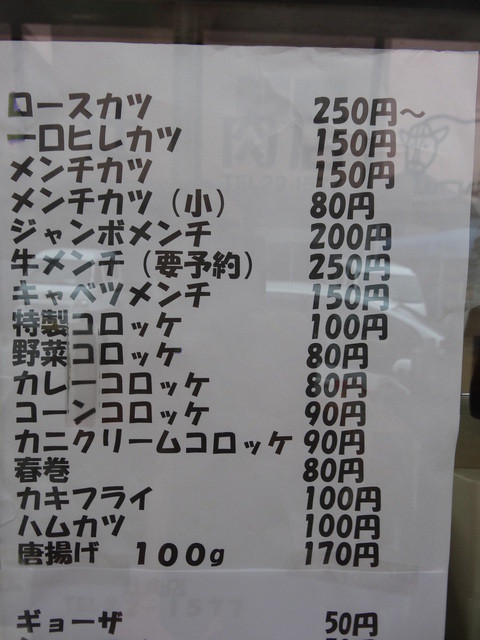 ロースカツ 250円～
一口ヒレカツ 150円
メンチカツ 150円
メンチカツ（小） 80円
ジャンボメンチ 200円
牛メンチ（要予約） 250円
キャベツメンチ 150円
特製コロッケ 100円
野菜コロッケ 80円
カレーコロッケ 80円
コーンコロッケ 90円
カニクリームコロッケ 90円
春巻 80円
カキフライ 100円
ハムカツ 100円
唐揚げ １００g 170円
ギョーザ 50円